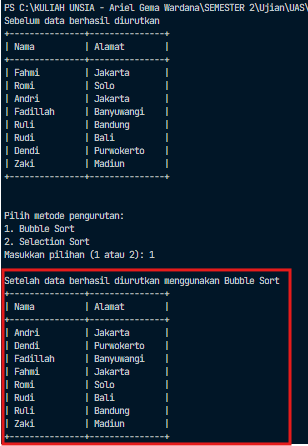 PS C:\KULIAH UNSIA - Ariel Gema Wardana\SEMESTER 2\Ujian\UAS\
Sebelum data berhasil diurutkan
+---------------+---------------+
| Nama | Alamat |
+---------------+---------------+
| Fahmi | Jakarta |
| Romi | Solo |
| Andri | Jakarta |
| Fadillah | Banyuwangi |
| Ruli | Bandung |
| Rudi | Bali |
| Dendi | Purwokerto |
| Zaki | Madiun |
+---------------+---------------+
Pilih metode pengurutan:
1. Bubble Sort
2. Selection Sort
Masukkan pilihan (1 atau 2): 1
Setelah data berhasil diurutkan menggunakan Bubble Sort
+---------------+---------------+
| Nama | Alamat |
+---------------+---------------+
| Andri | Jakarta |
| Dendi | Purwokerto |
| Fadillah | Banyuwangi |
| Fahmi | Jakarta |
| Romi | Solo |
| Rudi | Bali |
| Ruli | Bandung |
| Zaki | Madiun |
+---------------+---------------+